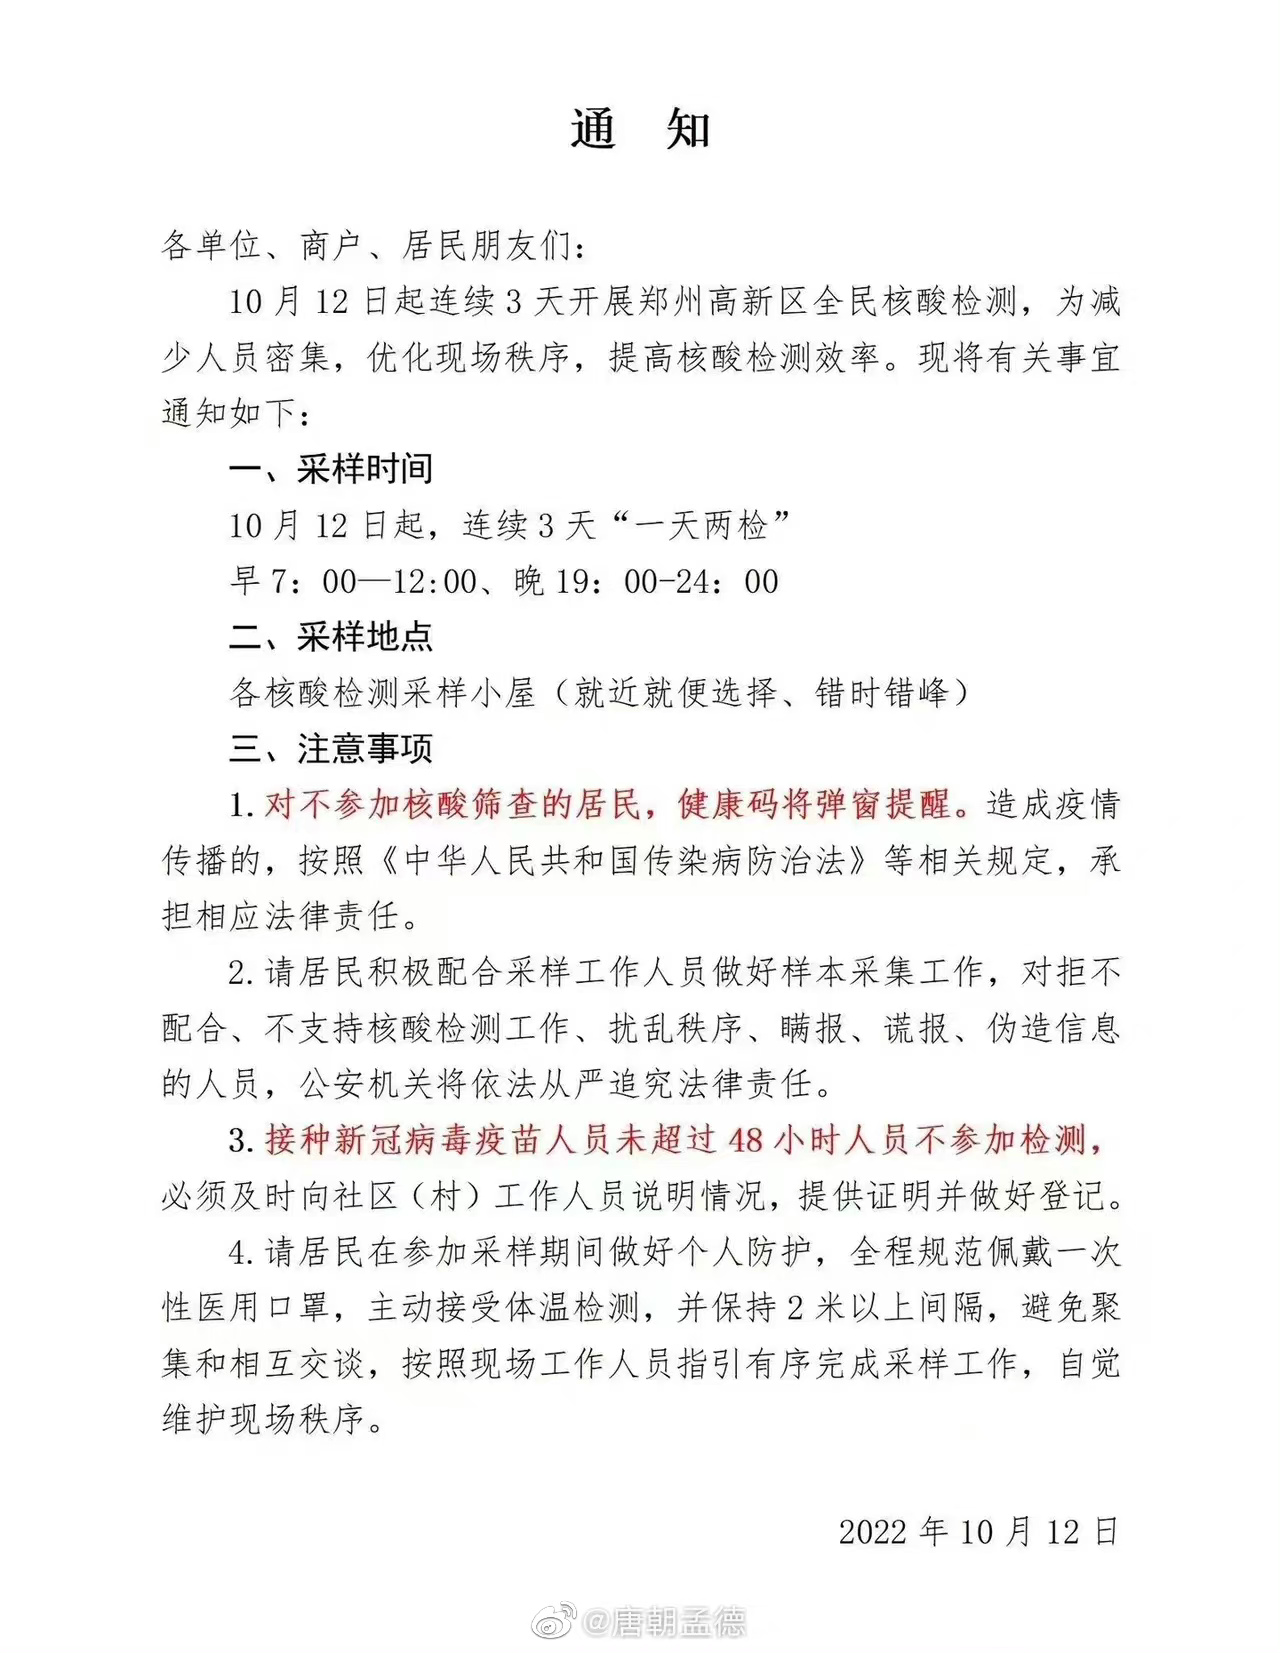 通 知
各单位、商户、居民朋友们：
10 月 12 日起连续 3 天开展郑州高新区全民核酸检测，为减
少人员密集，优化现场秩序，提高核酸检测效率。现将有关事宜
通知如下：
一、采样时间
10 月 12 日起，连续 3 天“一天两检”
早 7：00—12:00、晚 19：00-24：00
二、采样地点
各核酸检测采样小屋（就近就便选择、错时错峰）
三、注意事项
1. 对不参加核酸筛查的居民，健康码将弹窗提醒。造成疫情
传播的，按照《中华人民共和国传染病防治法》等相关规定，承
担相应法律责任。
2. 请居民积极配合采样工作人员做好样本采集工作，对拒不
配合、不支持核酸检测工作、扰乱秩序、瞒报、谎报、伪造信息
的人员，公安机关将依法从严追究法律责任。
3. 接种新冠病毒疫苗人员未超过 48 小时人员不参加检测，
必须及时向社区（村）工作人员说明情况，提供证明并做好登记。
4. 请居民在参加采样期间做好个人防护，全程规范佩戴一次
性医用口罩，主动接受体温检测，并保持 2 米以上间隔，避免聚
集和相互交谈，按照现场工作人员指引有序完成采样工作，自觉
维护现场秩序。
2022 年 10 月 12 日
@唐朝孟德